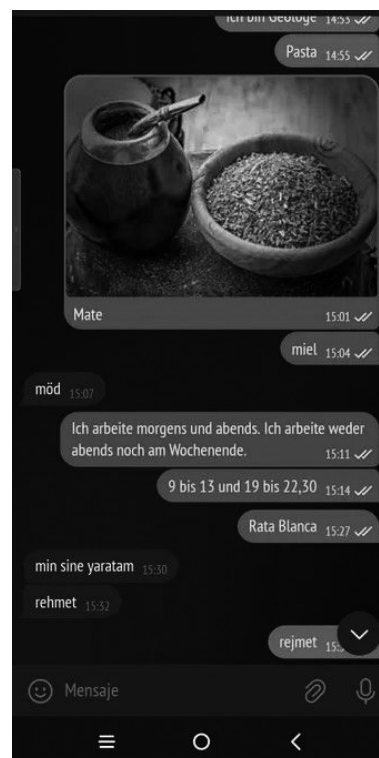 Ich bin Geologe 14:53
Pasta 14:55
Mate 15:01
miel 15:04
möd 15:07
Ich arbeite morgens und abends. Ich arbeite weder
abends noch am Wochenende. 15:11
9 bis 13 und 19 bis 22,30 15:14
Rata Blanca 15:27
min sine yaratam 15:30
rehmet 15:32
rejmet
Mensaje